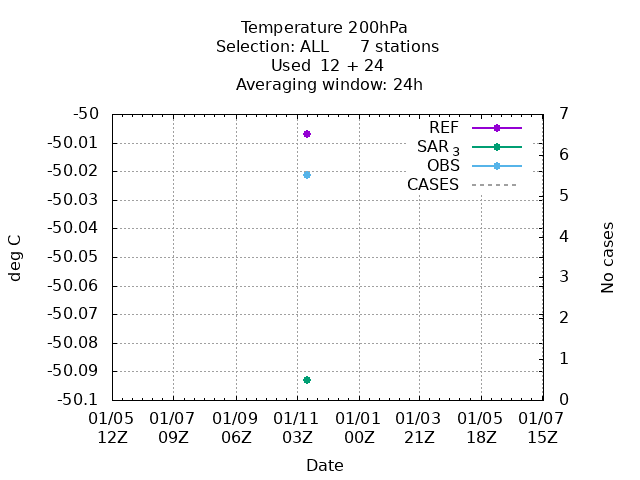 Temperature 200hPa
Selection: ALL      7 stations
Used  12 + 24
Averaging window: 24h
-50
-50.01
-50.02
-50.03
-50.04
-50.05
-50.06
-50.07
-50.08
-50.09
-50.1
deg C
REF
SAR 3
OBS
CASES
7
6
5
4
3
2
1
0
No cases
01/05 01/07 01/09 01/11 01/01 01/03 01/05 01/07
12Z 09Z 06Z 03Z 00Z 21Z 18Z 15Z
Date